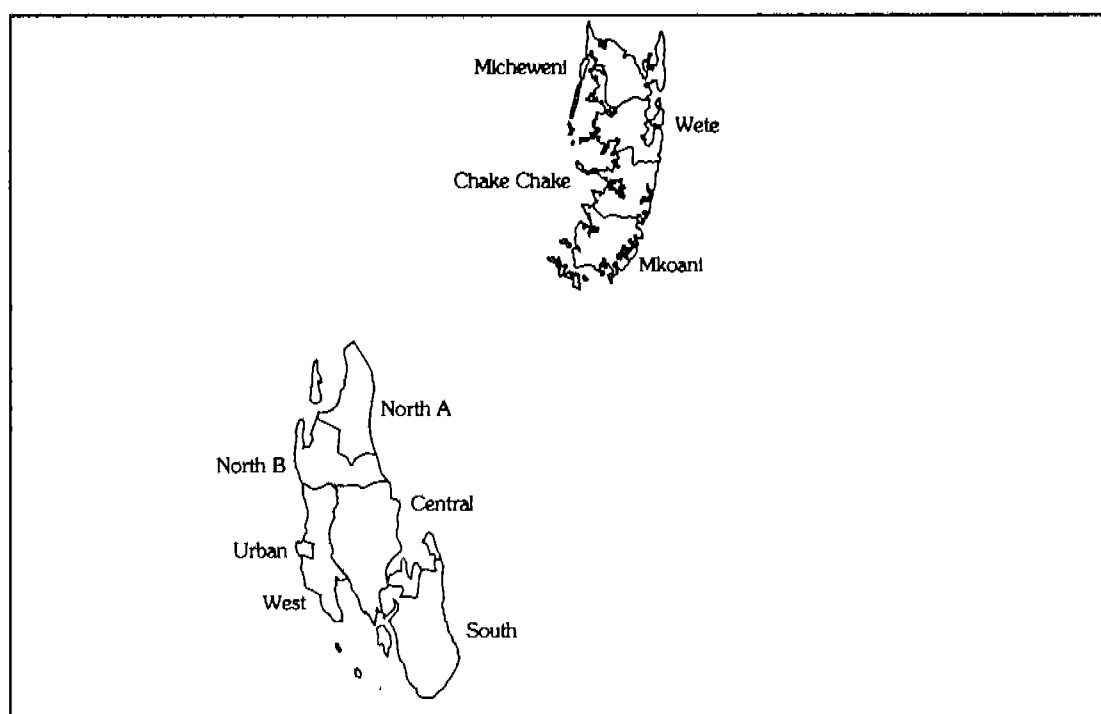 Micheweni
Wete
Chake Chake
Mkoani
North A
North B
Central
Urban
West
South